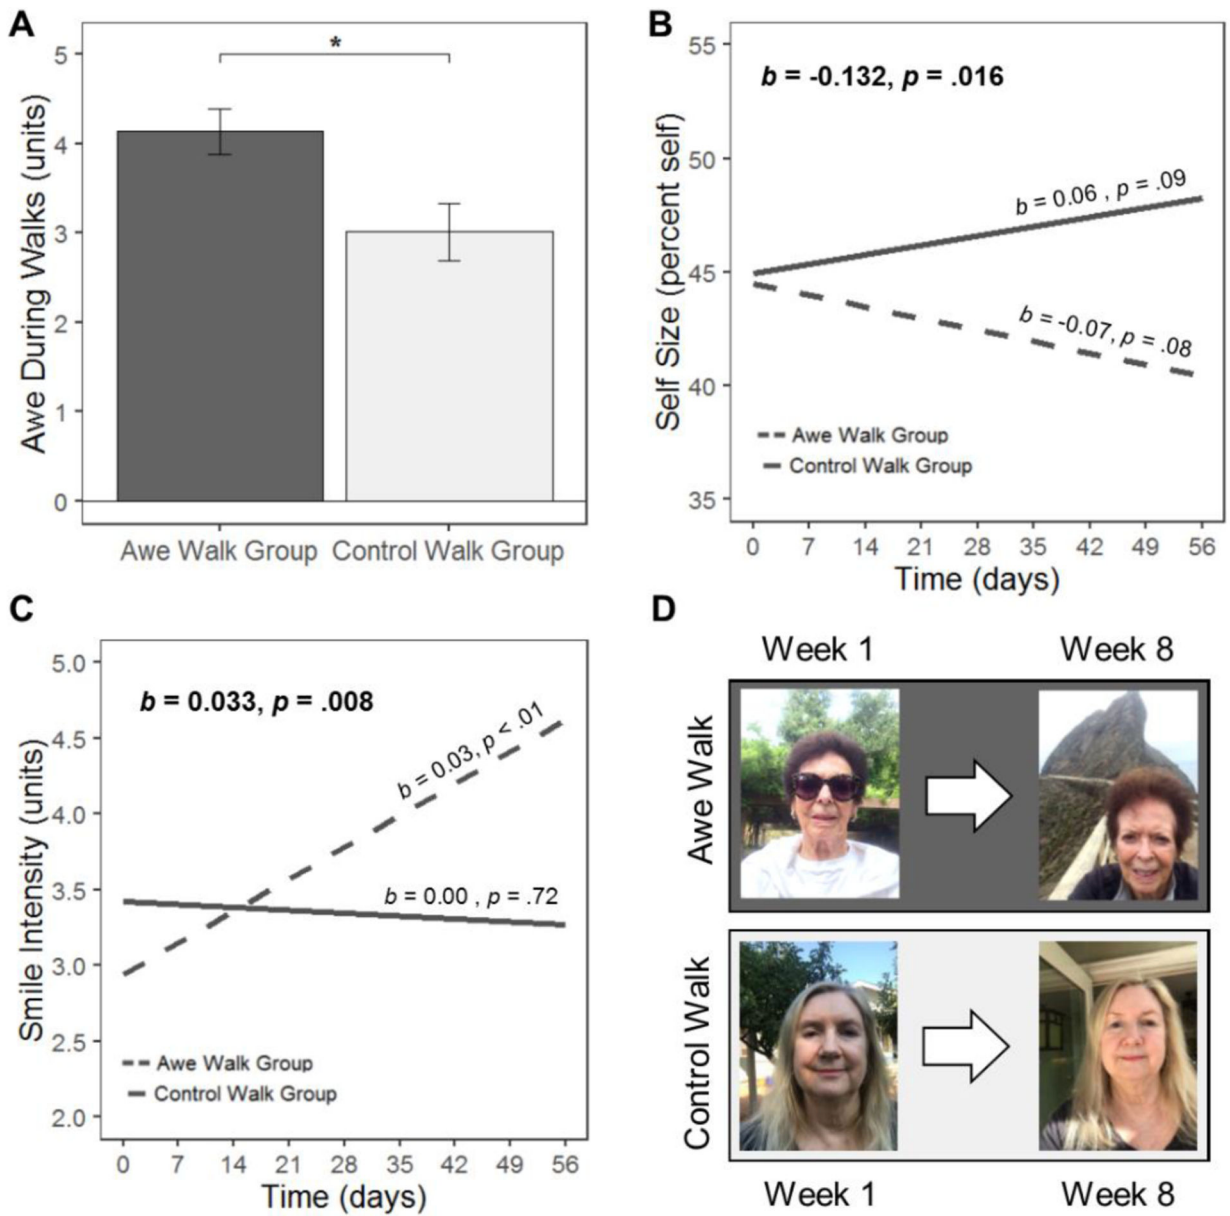 A
*
Awe During Walks (units)
5
4
3
2
1
0
Awe Walk Group Control Walk Group
B
b = -0.132, p = .016
Self Size (percent self)
55
50
45
40
35
b = 0.06 , p = .09
b = -0.07, p = .08
Awe Walk Group
Control Walk Group
0 7 14 21 28 35 42 49 56
Time (days)
C
b = 0.033, p = .008
Smile Intensity (units)
5.0
4.5
4.0
3.5
3.0
2.5
2.0
b = 0.03, p < .01
b = 0.00 , p = .72
Awe Walk Group
Control Walk Group
0 7 14 21 28 35 42 49 56
Time (days)
D
Week 1 Week 8
Awe Walk
Control Walk
Week 1 Week 8